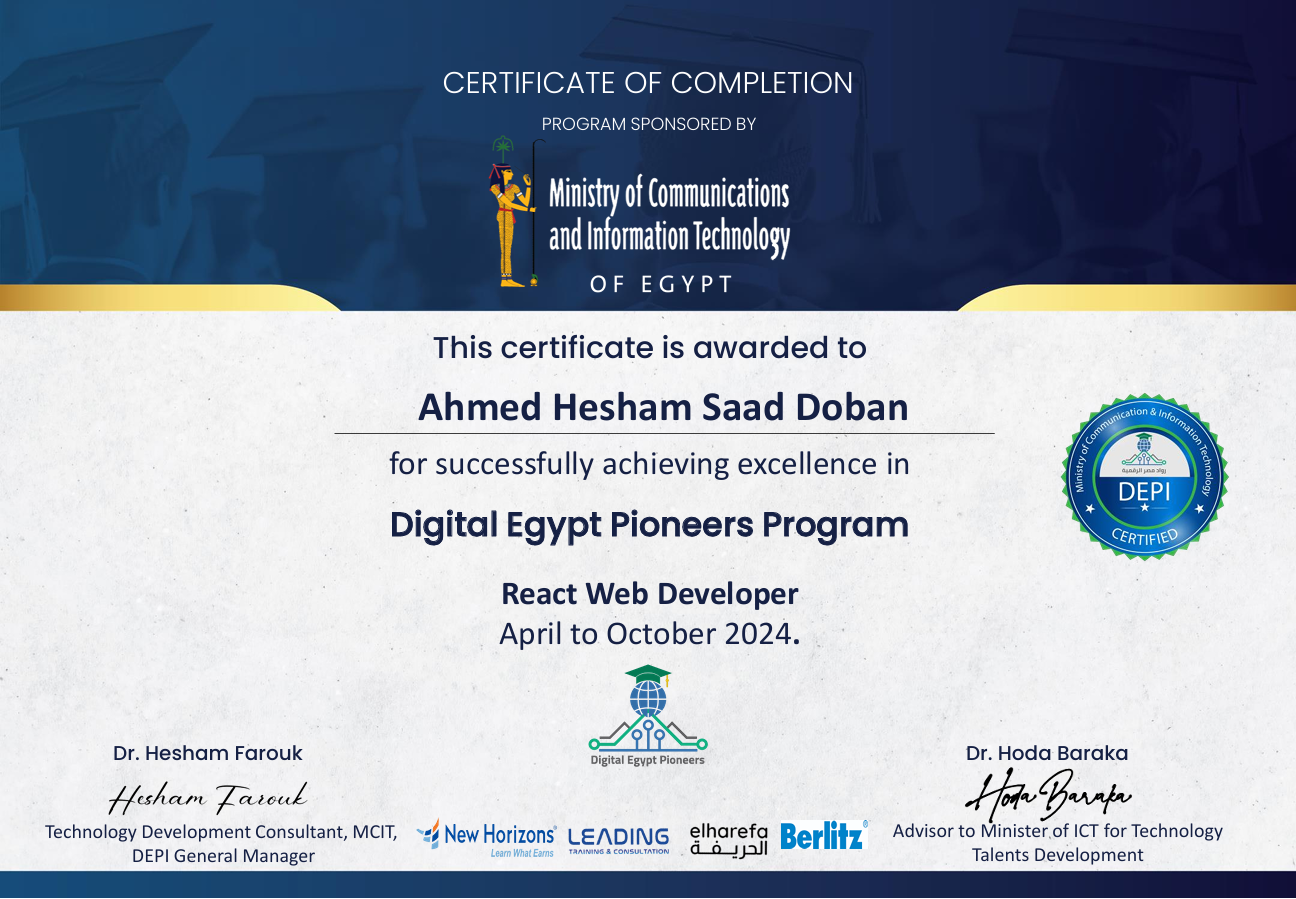 CERTIFICATE OF COMPLETION
PROGRAM SPONSORED BY
Ministry of Communications
and Information Technology
OF EGYPT
This certificate is awarded to
Ahmed Hesham Saad Doban
for successfully achieving excellence in
Digital Egypt Pioneers Program
Ministry of Communication & Information Technology
رواد مصر الرقمية
DEPI
CERTIFIED
React Web Developer
April to October 2024.
Digital Egypt Pioneers
Dr. Hesham Farouk
Hesham Farouk
Technology Development Consultant, MCIT,
DEPI General Manager
New Horizons®
Learn What Earns
LEADING
TRAINING & CONSULTATION
elharefa
الحريفة
Berlitz®
Dr. Hoda Baraka
Hoda Baraka
Advisor to Minister of ICT for Technology
Talents Development